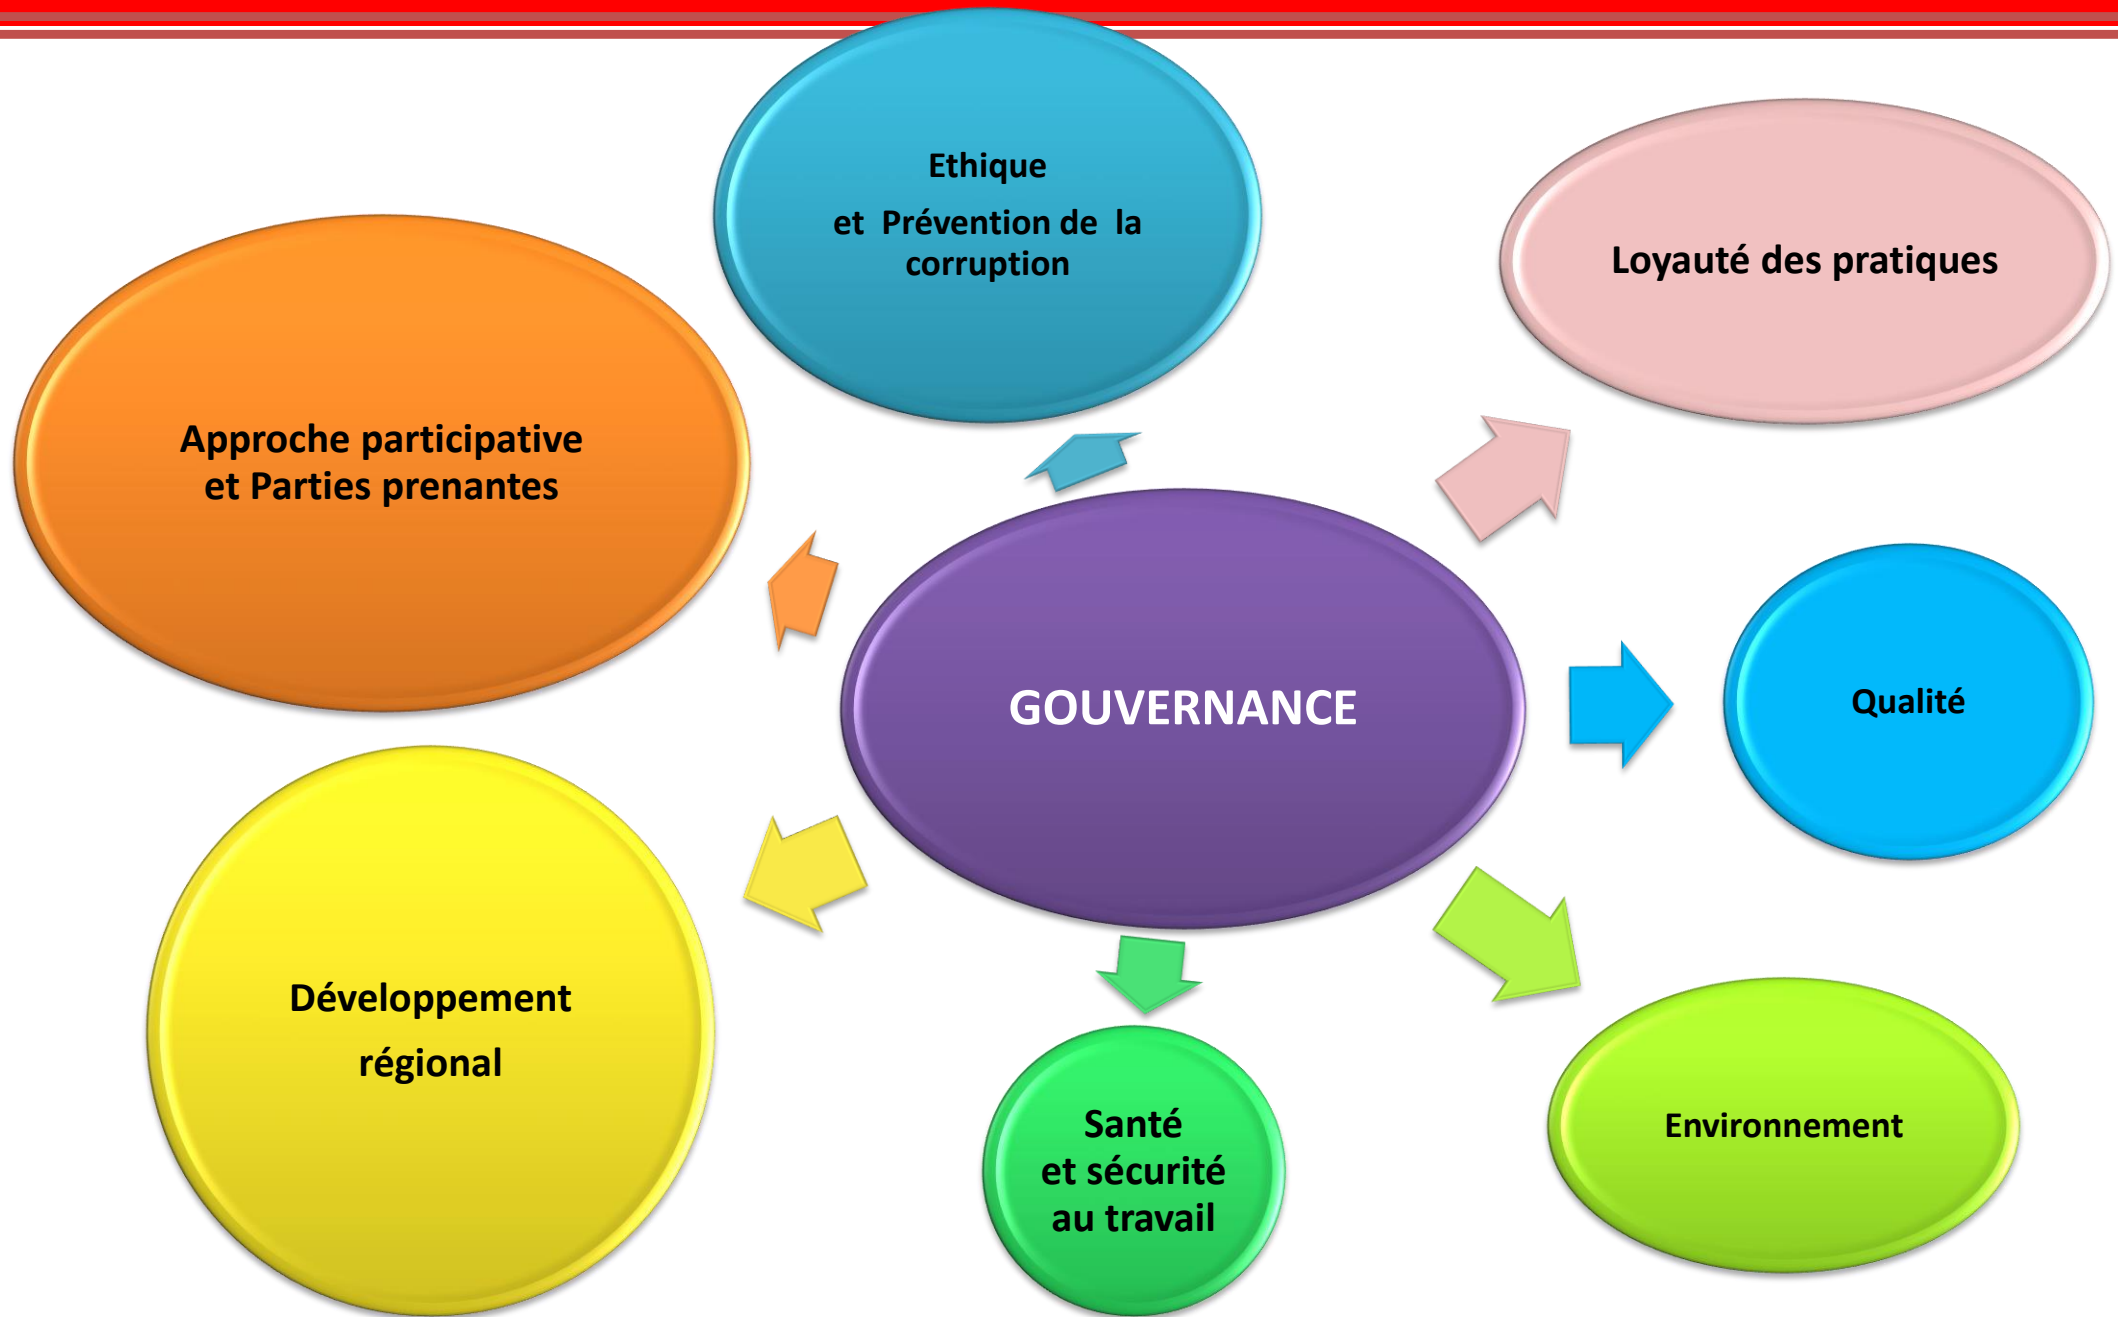 Ethique
et Prévention de la
corruption
Loyauté des pratiques
Approche participative
et Parties prenantes
GOUVERNANCE
Qualité
Développement
régional
Santé
et sécurité
au travail
Environnement